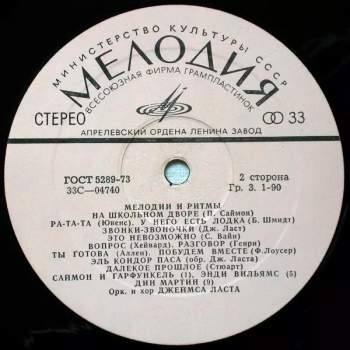 МИНИСТЕРСТВО КУЛЬТУРЫ СССР
МЕЛОДИЯ
ВСЕСОЮЗНАЯ ФИРМА ГРАМПЛАСТИНОК
СТЕРЕО
33
АПРЕЛЕВСКИЙ ОРДЕНА ЛЕНИНА ЗАВОД
ГОСТ 5289-73
2 сторона
33С—04740
Гр. 3. 1-90
МЕЛОДИИ И РИТМЫ
НА ШКОЛЬНОМ ДВОРЕ (П. Саймон)
РА-ТА-ТА (Ювенс). У НЕГО ЕСТЬ ЛОДКА (Б. Шмидт)
ЗВОНКИ-ЗВОНОЧКИ (Дж. Ласт)
ЭТО НЕВОЗМОЖНО (С. Вайн)
ВОПРОС (Хейвард). РАЗГОВОР (Генри)
ТЫ ГОТОВА (Аллен). ПОБУДЕМ ВМЕСТЕ (Ф. Лоусер)
ЭЛЬ КОНДОР ПАСА (обр. Дж. Ласта)
ДАЛЕКОЕ ПРОШЛОЕ (Стюарт)
САЙМОН И ГАРФУНКЕЛ (1), ЭНДИ ВИЛЬЯМС (5)
ДИН МАРТИН (9)
Орк. и хор ДЖЕЙМСА ЛАСТА